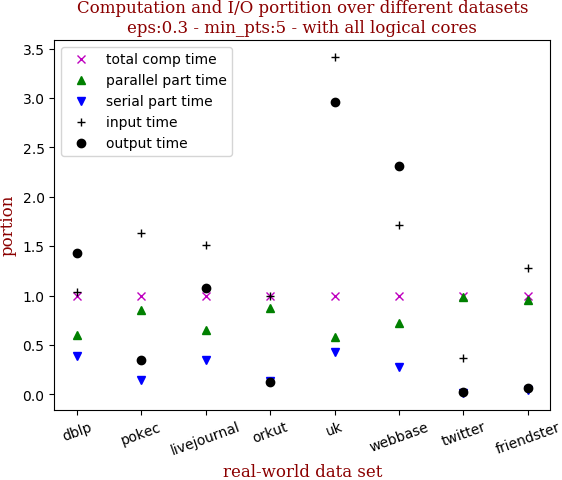 Computation and I/O portition over different datasets
eps:0.3 - min_pts:5 - with all logical cores
total comp time
parallel part time
serial part time
input time
output time
portion
3.5
3.0
2.5
2.0
1.5
1.0
0.5
0.0
dblp
pokec
livejournal
orkut
uk
webbase
twitter
friendster
real-world data set